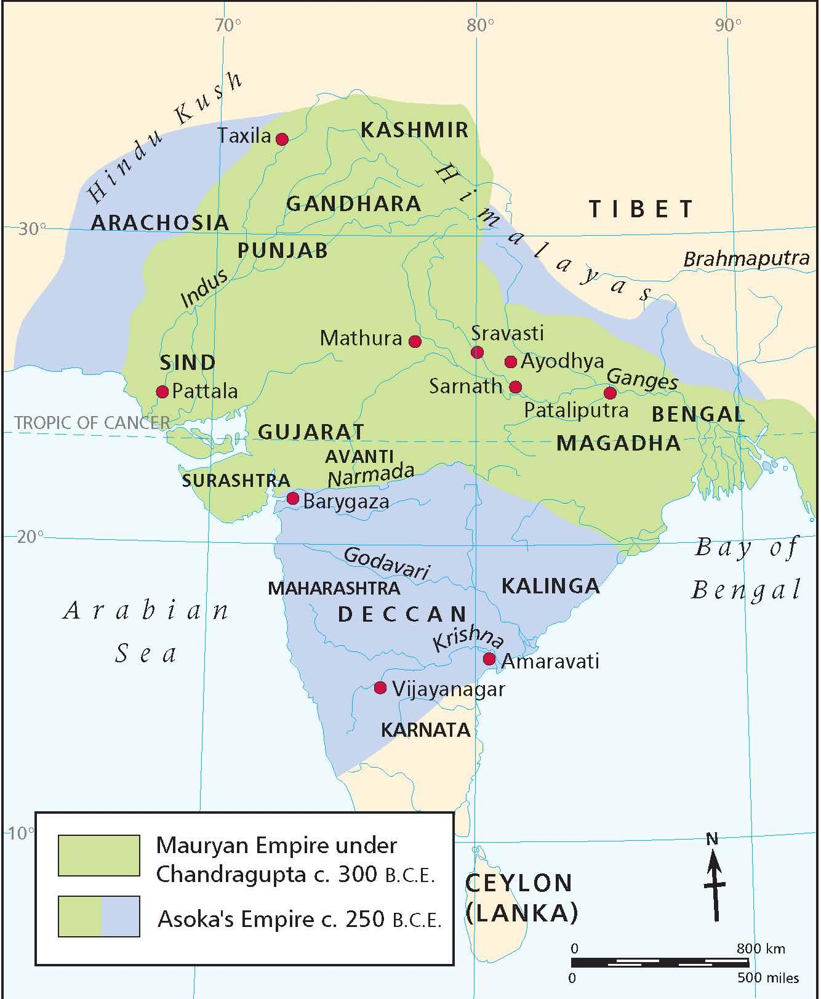 70°
80°
90°
Hindu Kush
Taxila
KASHMIR
Himalayas
GANDHARA
TIBET
ARACHOSIA
30°
PUNJAB
Brahmaputra
Indus
Mathura
Sravasti
SIND
Ayodhya
Ganges
Pattala
Sarnath
Pataliputra
BENGAL
TROPIC OF CANCER
GUJARAT
MAGADHA
AVANTI
SURASHTRA
Narmada
Barygaza
20°
Bay of
Bengal
Godavari
MAHARASHTRA
KALINGA
Arabian
Sea
DECCAN
Krishna
Amaravati
Vijayanagar
KARNATA
10°
Mauryan Empire under
Chandragupta c. 300 B.C.E.
Asoka's Empire c. 250 B.C.E.
N
CEYLON
(LANKA)
0 800 km
0 500 miles